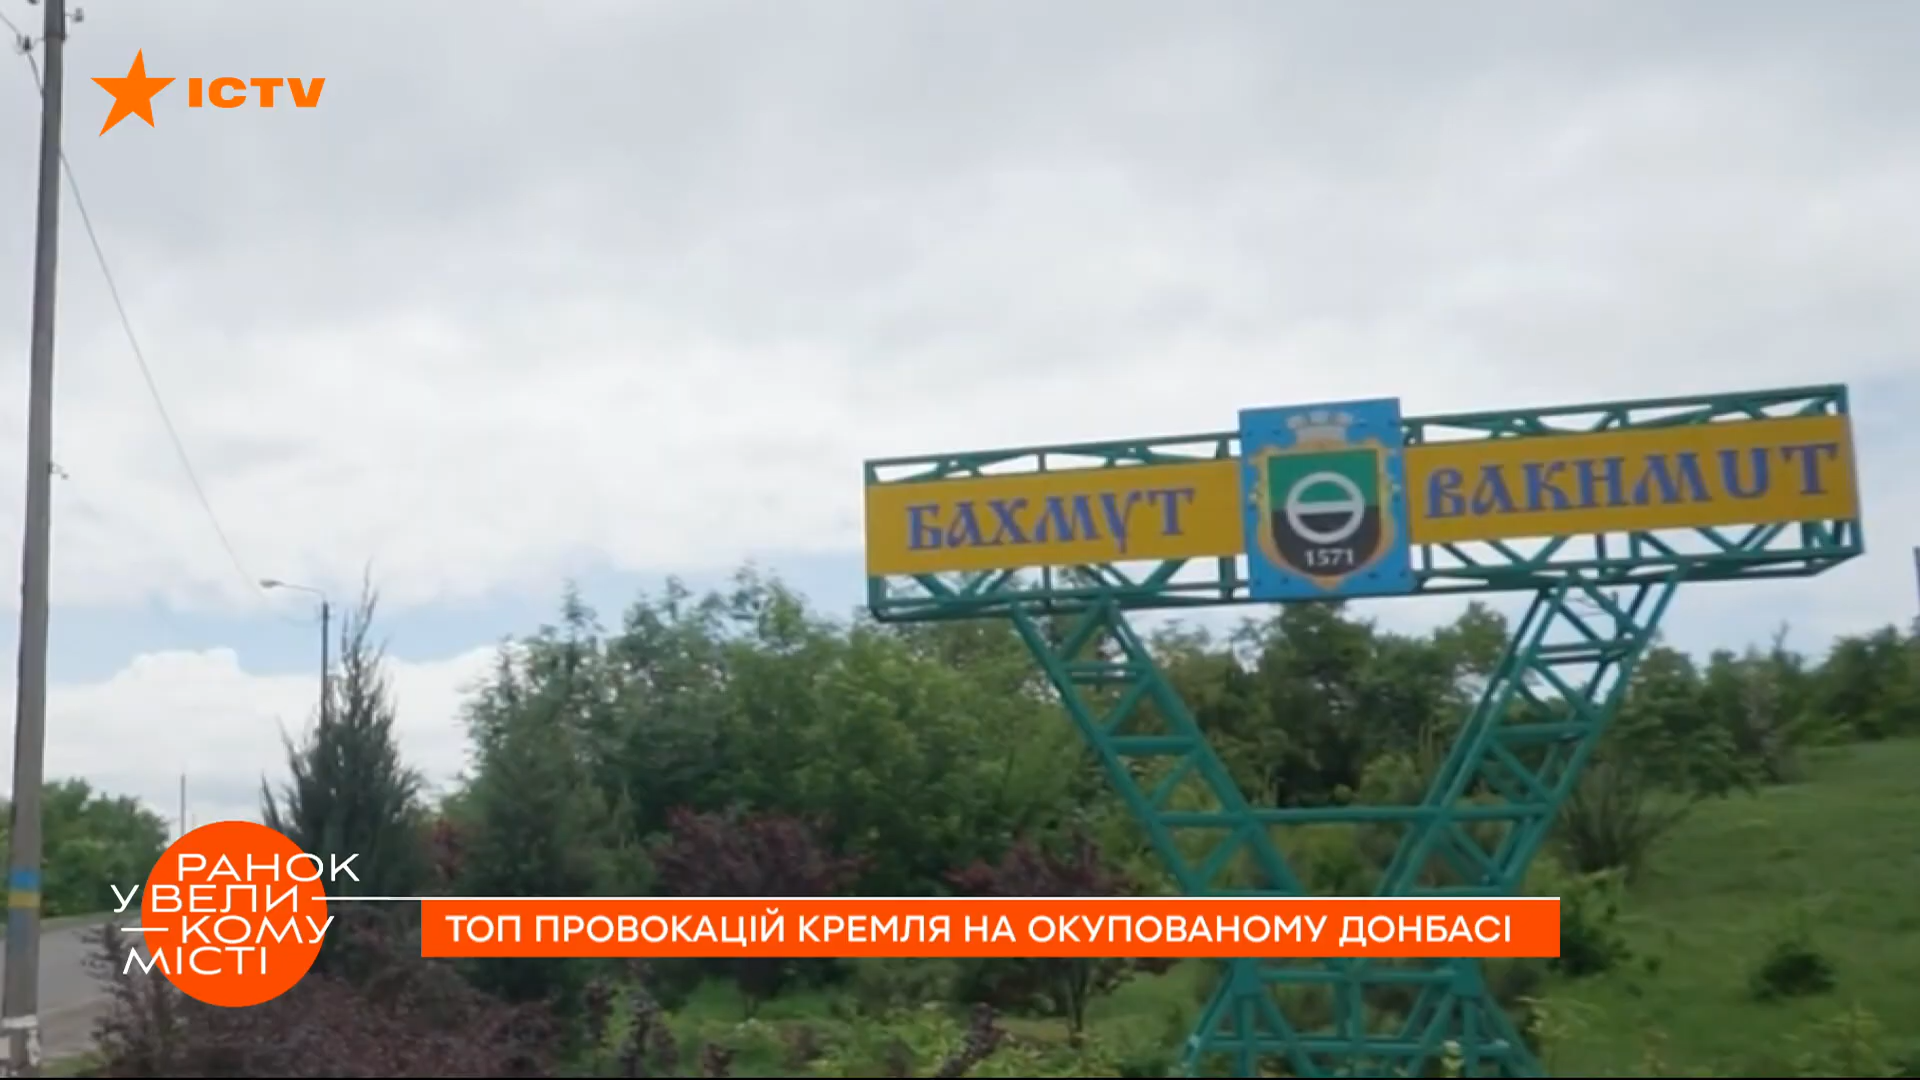 ICTV
БАХМУТ
1571
BAKHMUT
РАНОК
У ВЕЛИ
КОМУ
МІСТІ
ТОП ПРОВОКАЦІЙ КРЕМЛЯ НА ОКУПОВАНОМУ ДОНБАСІ